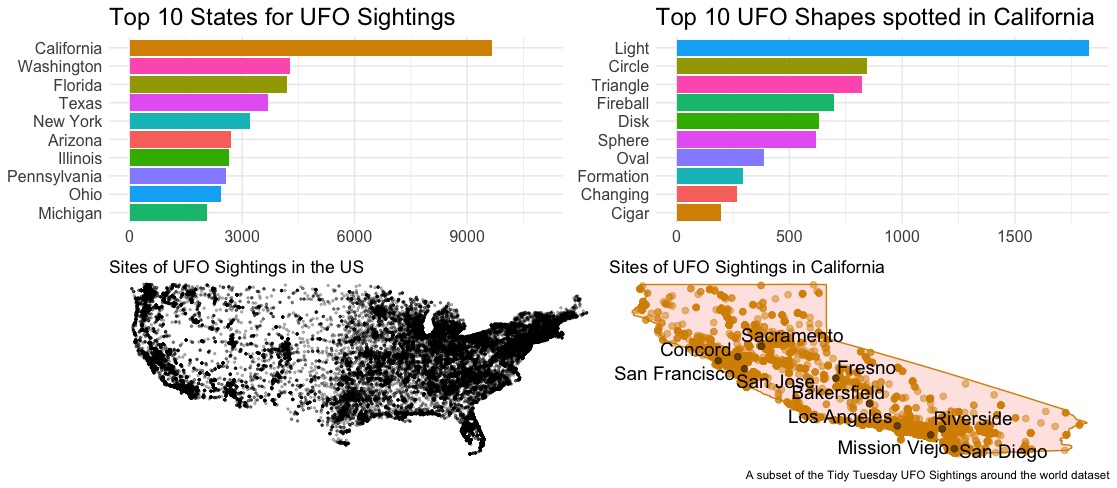 Top 10 States for UFO Sightings
California
Washington
Florida
Texas
New York
Arizona
Illinois
Pennsylvania
Ohio
Michigan
0 3000 6000 9000
Top 10 UFO Shapes spotted in California
Light
Circle
Triangle
Fireball
Disk
Sphere
Oval
Formation
Changing
Cigar
0 500 1000 1500
Sites of UFO Sightings in the US
Sites of UFO Sightings in California
Sacramento
Concord
San Francisco
San Jose
Fresno
Bakersfield
Los Angeles
Riverside
Mission Viejo
San Diego
A subset of the Tidy Tuesday UFO Sightings around the world dataset